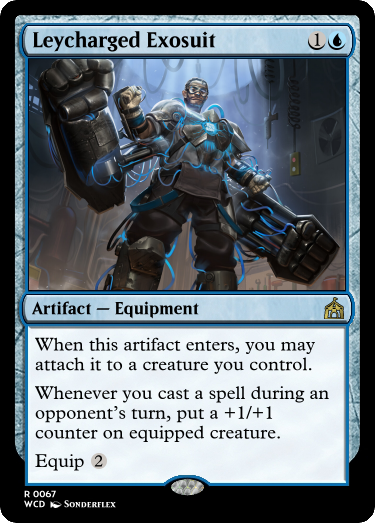 Leycharged Exosuit 1
Artifact — Equipment
When this artifact enters, you may
attach it to a creature you control.
Whenever you cast a spell during an
opponent's turn, put a +1/+1
counter on equipped creature.
Equip 2
R 0067
WCD SONDERFLEX